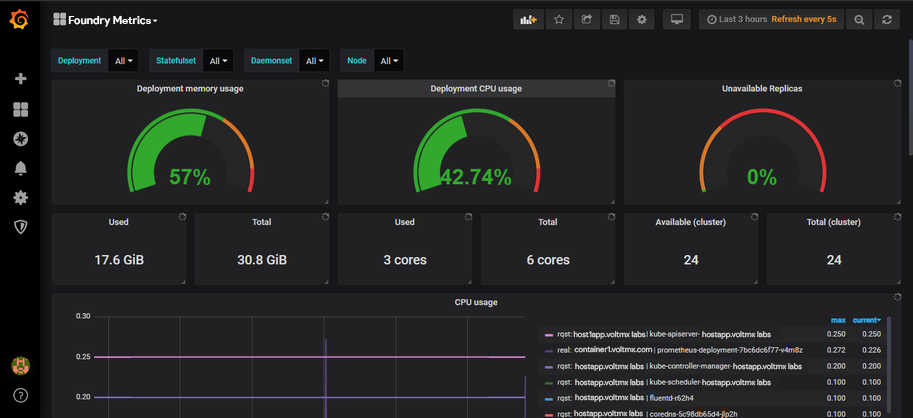 Foundry Metrics
Last 3 hours Refresh every 5s
Deployment All Statefulset All Daemonset All Node All
Deployment memory usage
57%
Deployment CPU usage
42.74%
Unavailable Replicas
0%
Used
17.6 GiB
Total
30.8 GiB
Used
3 cores
Total
6 cores
Available (cluster)
24
Total (cluster)
24
CPU usage
0.30
0.25
0.20
max current
rqst: host1app.voltmx labs | kube-apiserver- hostapp.voltmx labs 0.250 0.250
real: container1.voltmx.com | prometheus-deployment-7bc6dc6f77-v4m8z 0.272 0.226
rqst: hostapp.voltmx labs | kube-controller-manager-hostapp.voltmx labs 0.200 0.200
rqst: hostapp.voltmx labs | kube-scheduler-hostapp.voltmx labs 0.100 0.100
rqst: hostapp.voltmx labs | fluentd-r62h4 0.100 0.100
rqst: hostapp.voltmx labs | coredns-5c98db65d4-jlp2h 0.100 0.100